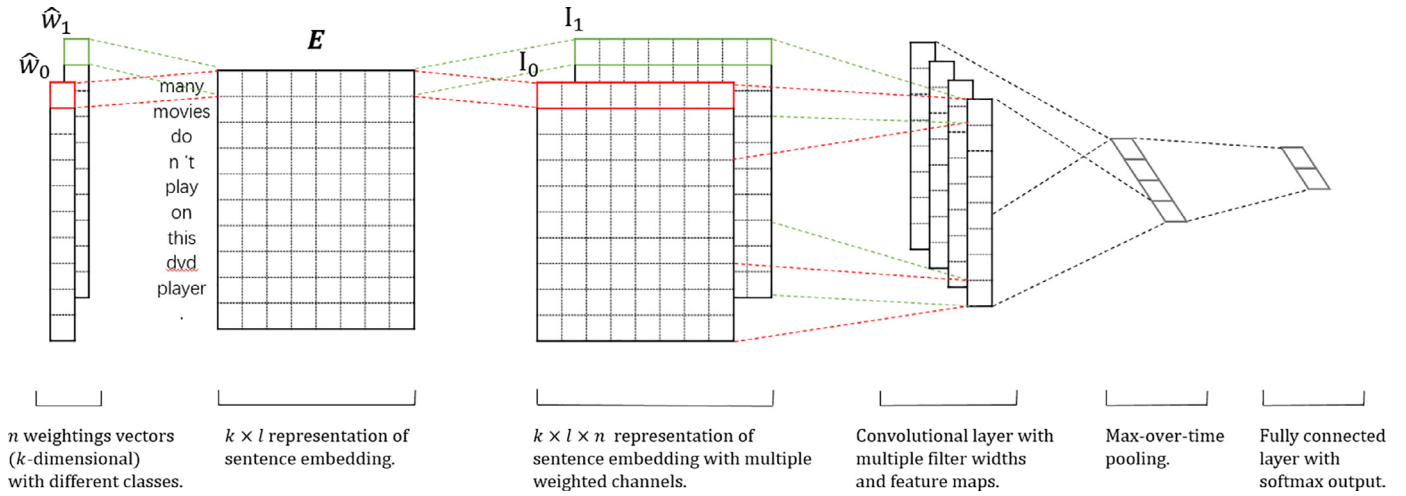 ŵ₁
ŵ₀
E
many
movies
do
n 't
play
on
this
dvd
player
.
I₁
I₀
n weightings vectors
(k-dimensional)
with different classes.
k × l representation of
sentence embedding.
k × l × n representation of
sentence embedding with multiple
weighted channels.
Convolutional layer with
multiple filter widths
and feature maps.
Max-over-time
pooling.
Fully connected
layer with
softmax output.